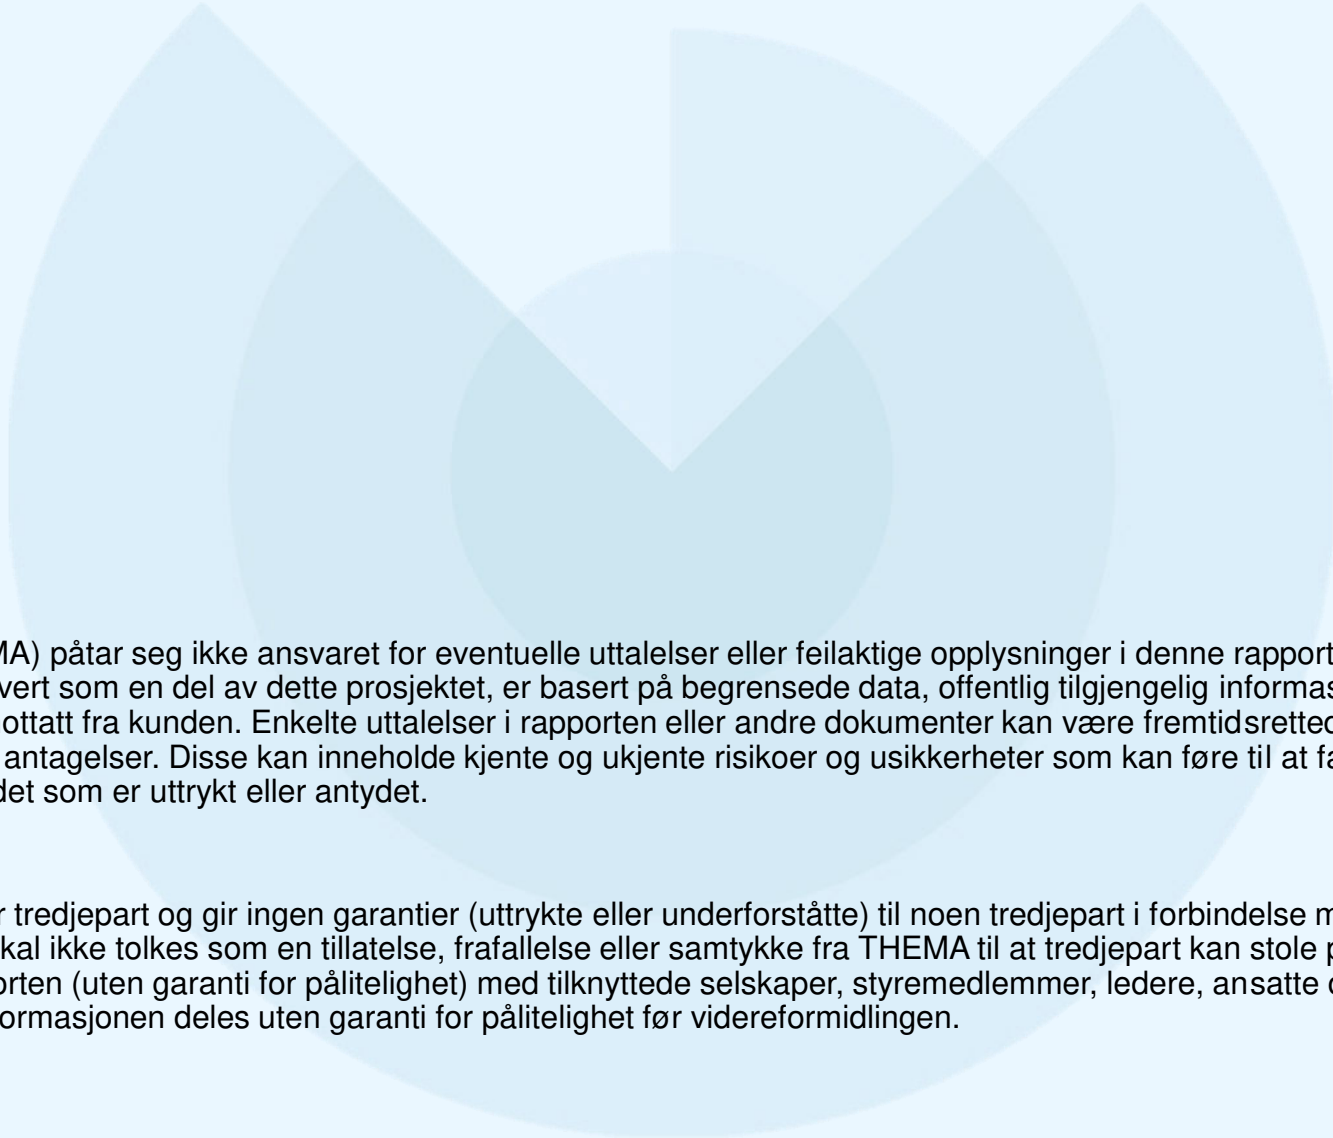 MA) påtar seg ikke ansvaret for eventuelle uttalelser eller feilaktige opplysninger i denne rapport
vert som en del av dette prosjektet, er basert på begrensede data, offentlig tilgjengelig informas
ottatt fra kunden. Enkelte uttalelser i rapporten eller andre dokumenter kan være fremtidsretted
antagelser. Disse kan inneholde kjente og ukjente risikoer og usikkerheter som kan føre til at fa
det som er uttrykt eller antydet.
r tredjepart og gir ingen garantier (uttrykte eller underforståtte) til noen tredjepart i forbindelse m
kal ikke tolkes som en tillatelse, frafallelse eller samtykke fra THEMA til at tredjepart kan stole p
orten (uten garanti for pålitelighet) med tilknyttede selskaper, styremedlemmer, ledere, ansatte
ormasjonen deles uten garanti for pålitelighet før videreformidlingen.